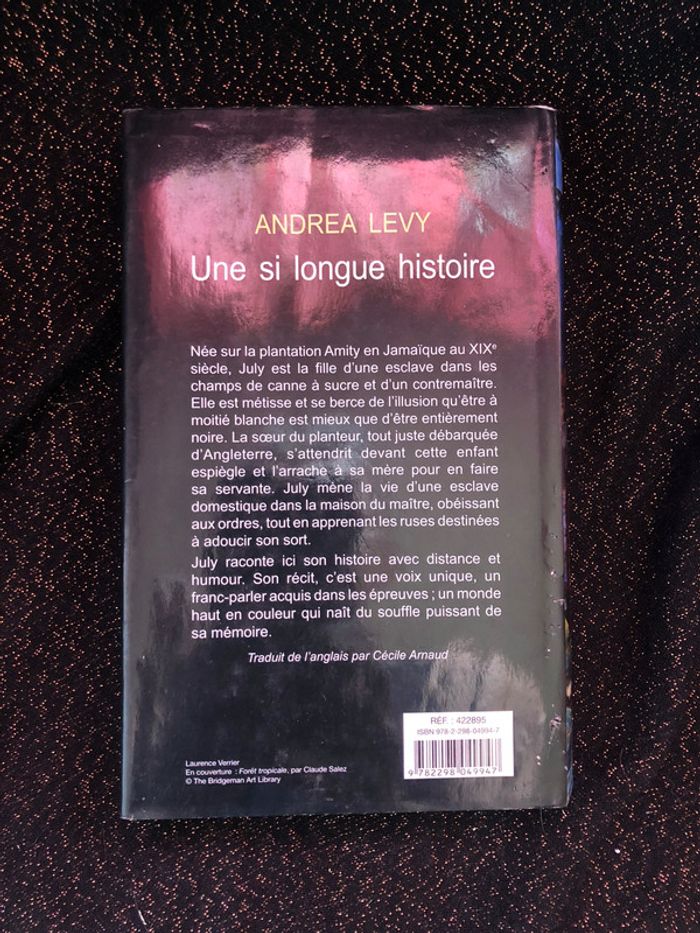 ANDREA LEVY
Une si longue histoire
Née sur la plantation Amity en Jamaïque au XIXe
siècle, July est la fille d'une esclave dans les
champs de canne à sucre et d'un contremaître.
Elle est métisse et se berce de l'illusion qu'être à
moitié blanche est mieux que d'être entièrement
noire. La sœur du planteur, tout juste débarquée
d'Angleterre, s'attendrit devant cette enfant
espiègle et l'arrache à sa mère pour en faire
sa servante. July mène la vie d'une esclave
domestique dans la maison du maître, obéissant
aux ordres, tout en apprenant les ruses destinées
à adoucir son sort.
July raconte ici son histoire avec distance et
humour. Son récit, c'est une voix unique, un
franc-parler acquis dans les épreuves ; un monde
haut en couleur qui naît du souffle puissant de
sa mémoire.
Traduit de l'anglais par Cécile Arnaud
RÉF. : 422895
ISBN 978-2-298-04994-7
9 782298 049947
Laurence Verrier
En couverture : Forêt tropicale, par Claude Salez
© The Bridgeman Art Library